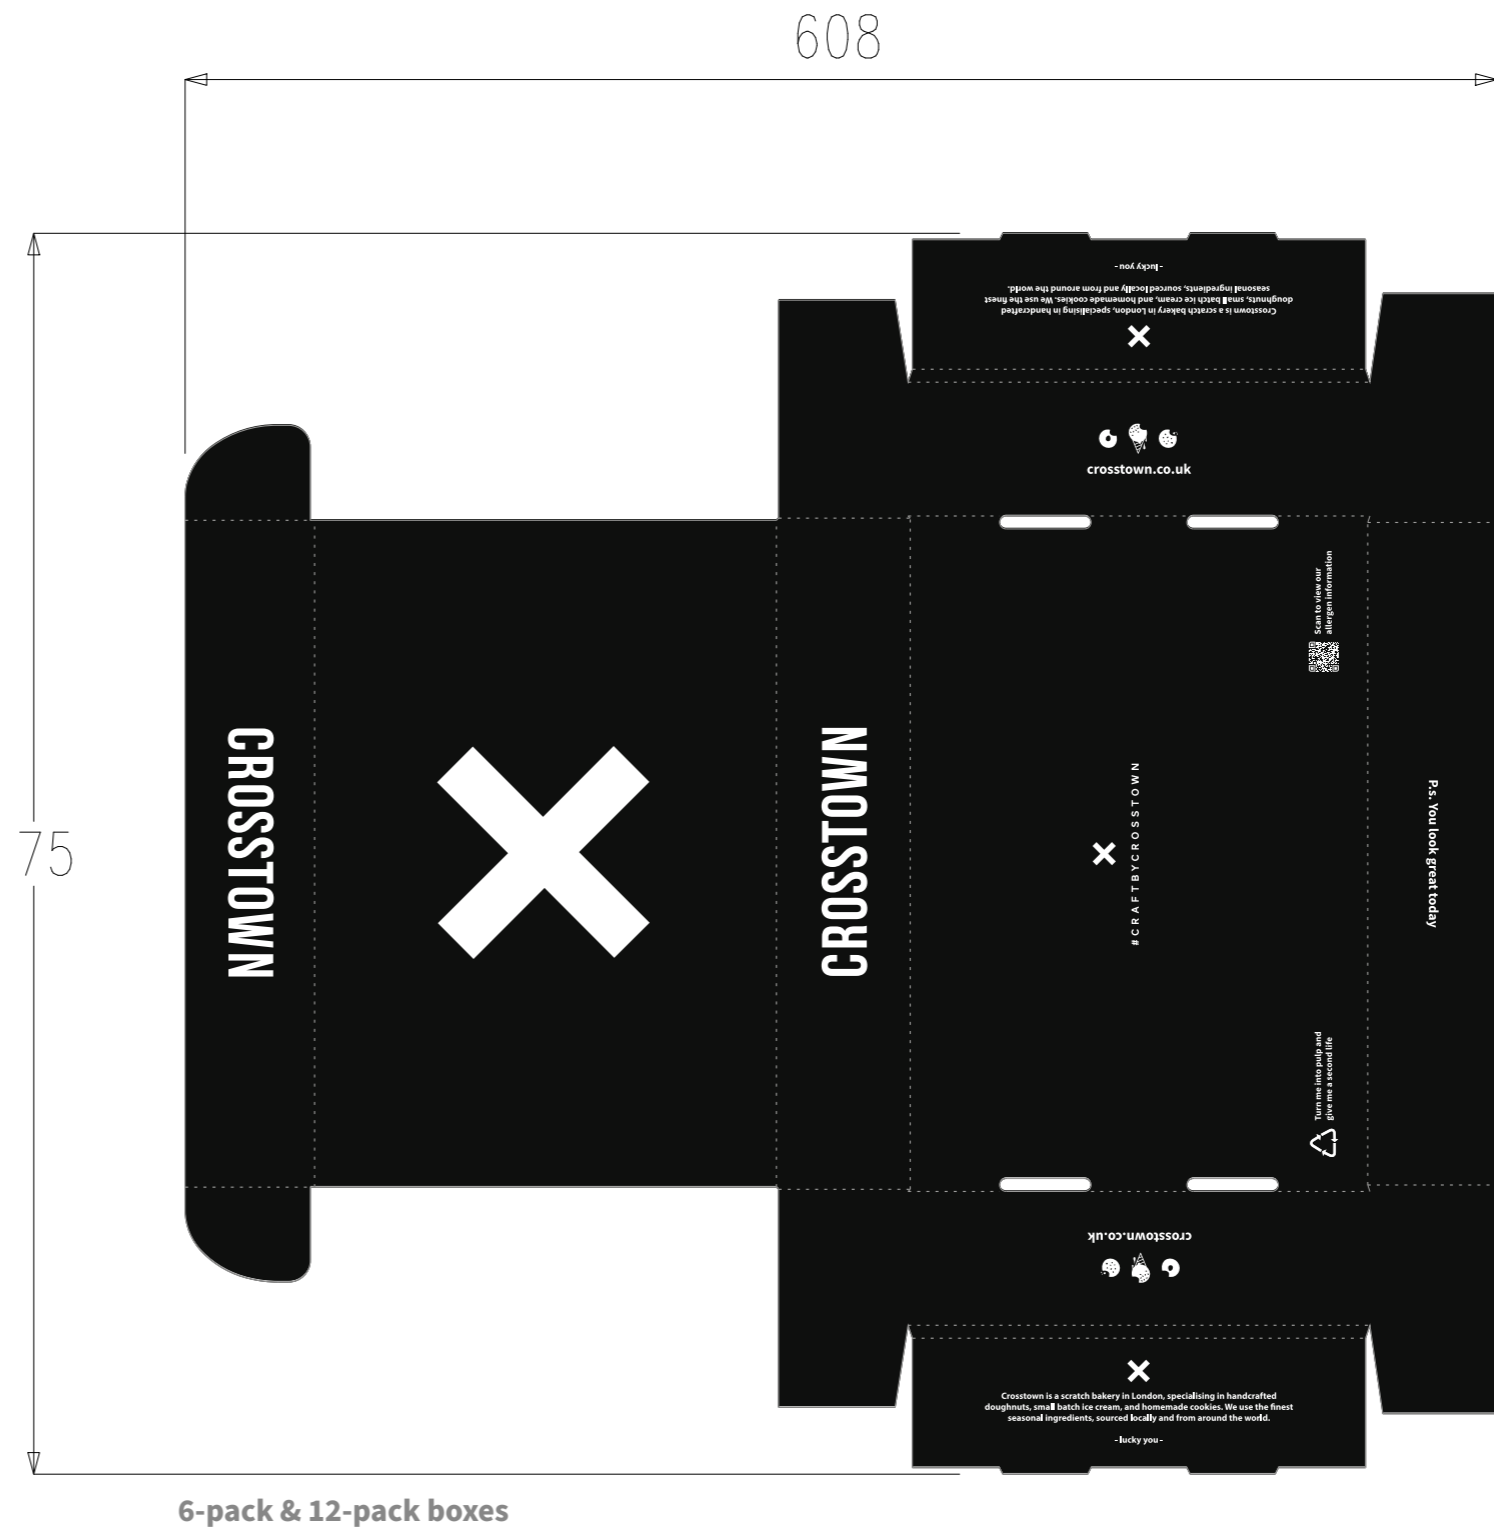 608
- lucky you -
seasonal ingredients, sourced locally and from around the world.
doughnuts, small batch ice cream, and homemade cookies. We use the finest
Crosstown is a scratch bakery in London, specialising in handcrafted
crosstown.co.uk
Scan to view our
allergen information
CROSSTOWN
CROSSTOWN
#CRAFTBYCROSSTOWN
P.s. You look great today
75
Turn me into pulp and
give me a second life
crosstown.co.uk
Crosstown is a scratch bakery in London, specialising in handcrafted
doughnuts, small batch ice cream, and homemade cookies. We use the finest
seasonal ingredients, sourced locally and from around the world.
- lucky you -
6-pack & 12-pack boxes